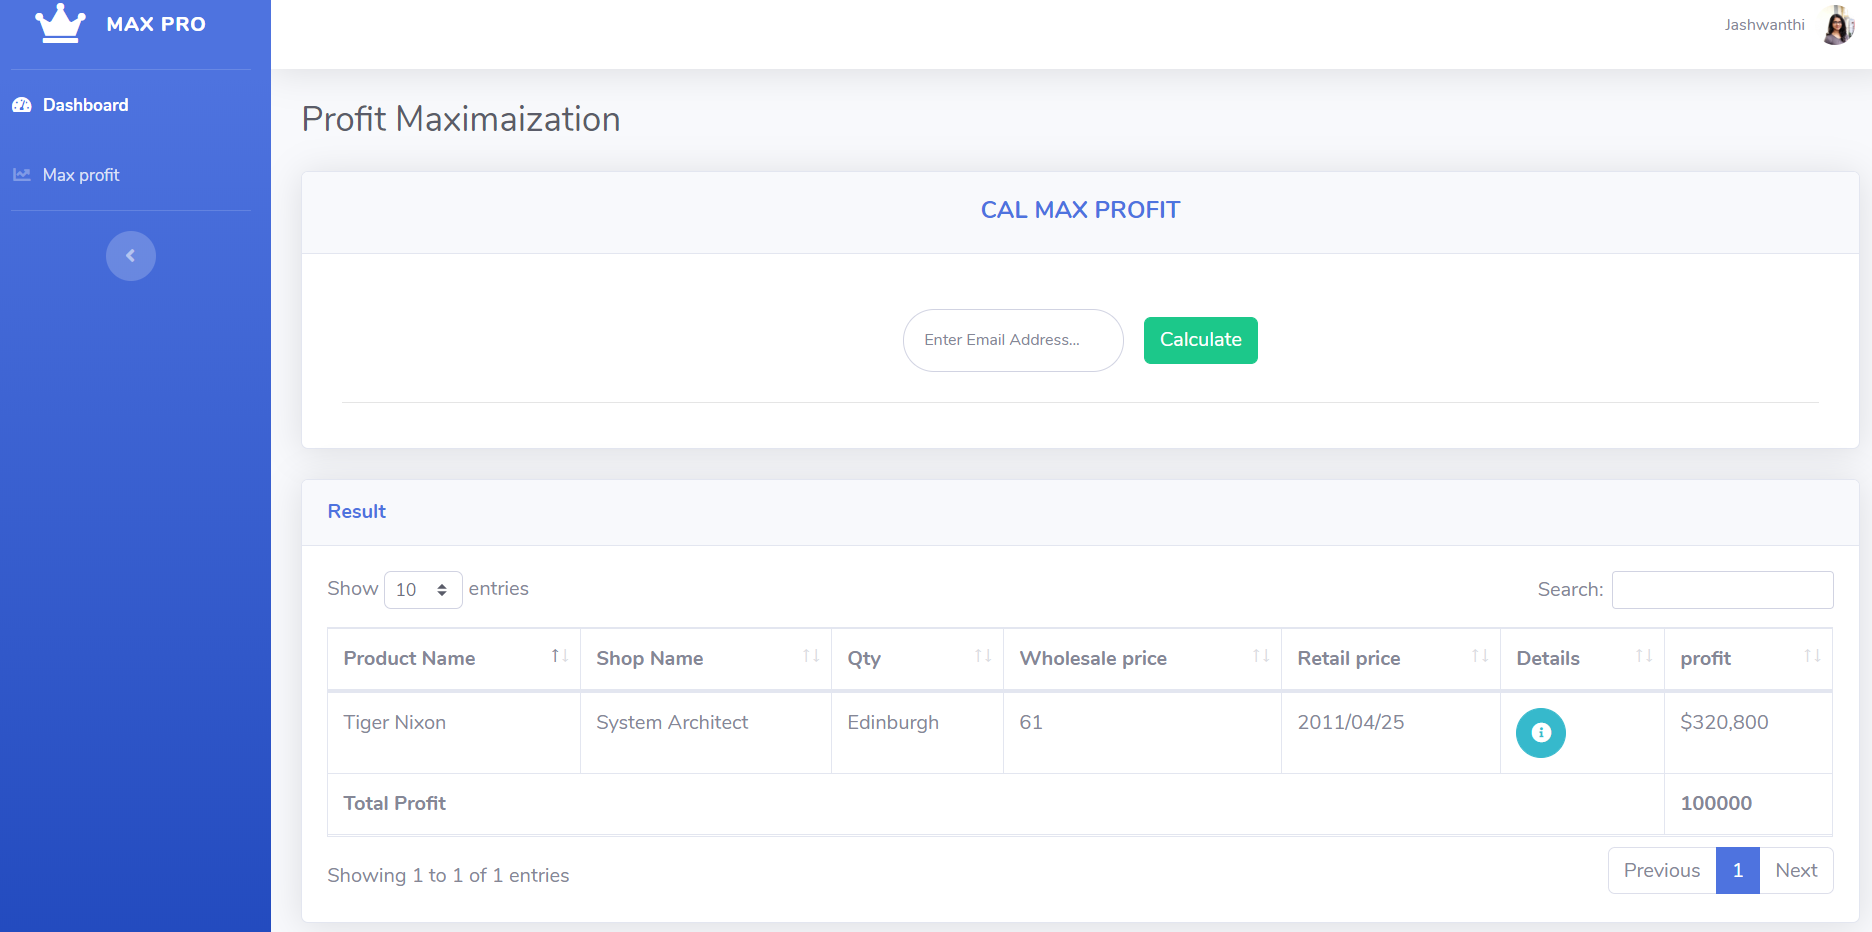 MAX PRO
Jashwanthi
Dashboard
Max profit
Profit Maximaization
CAL MAX PROFIT
Enter Email Address...
Calculate
Result
Show 10 entries
Search:
Product Name Shop Name Qty Wholesale price Retail price Details profit
Tiger Nixon System Architect Edinburgh 61 2011/04/25 $320,800
Total Profit 100000
Showing 1 to 1 of 1 entries
Previous 1 Next